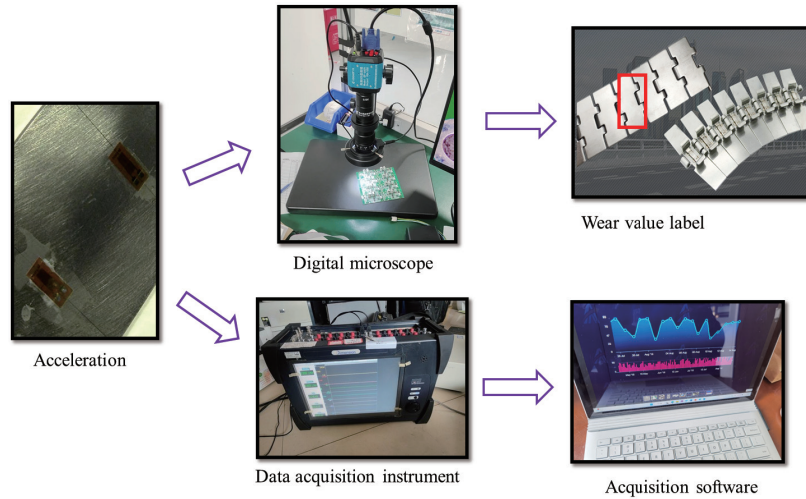 Digital microscope
Wear value label
Acceleration
Data acquisition instrument
Acquisition software